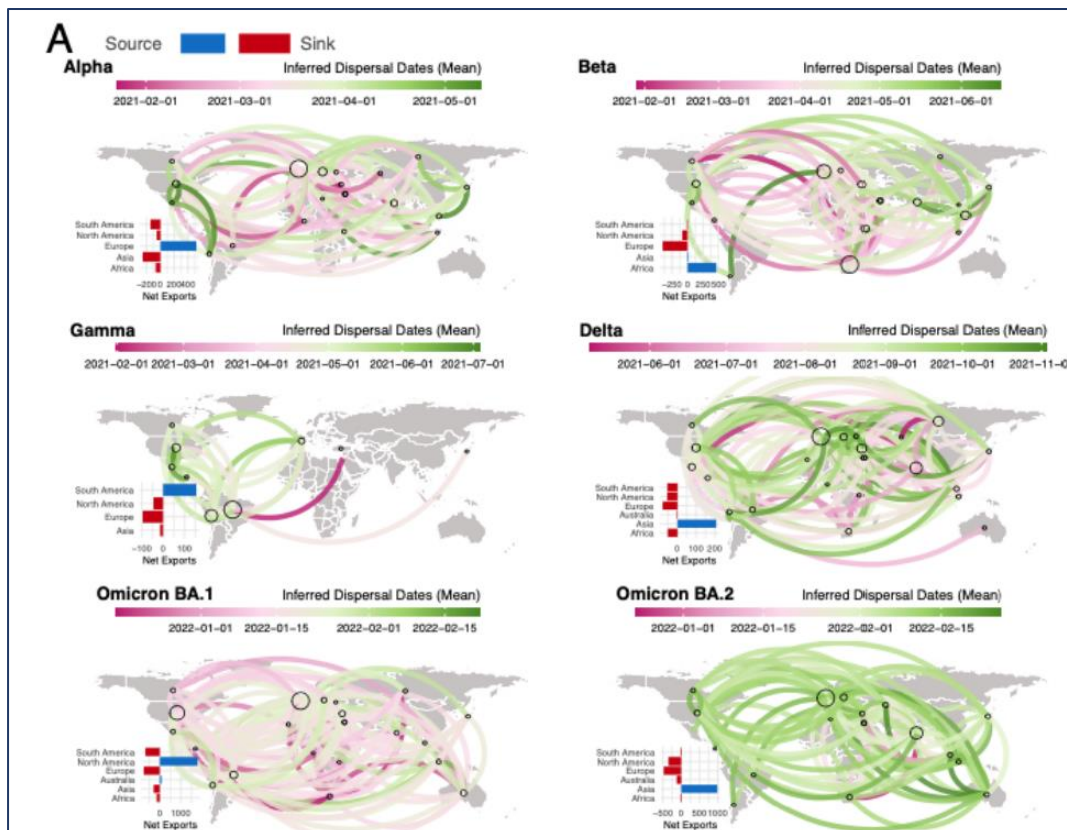 A
Source Sink
Alpha Inferred Dispersal Dates (Mean)
2021-02-01 2021-03-01 2021-04-01 2021-05-01
South America
North America
Europe
Asia
Africa
-200 0 200400
Net Exports
Beta Inferred Dispersal Dates (Mean)
2021-02-01 2021-03-01 2021-04-01 2021-05-01 2021-06-01
South America
North America
Europe
Asia
Africa
-250 0 250500
Net Exports
Gamma Inferred Dispersal Dates (Mean)
2021-02-01 2021-03-01 2021-04-01 2021-05-01 2021-06-01 2021-07-01
South America
North America
Europe
Asia
-100 0 100
Net Exports
Delta Inferred Dispersal Dates (Mean)
2021-06-01 2021-07-01 2021-08-01 2021-09-01 2021-10-01 2021-11-0
South America
North America
Europe
Australia
Asia
Africa
0 100 200
Net Exports
Omicron BA.1 Inferred Dispersal Dates (Mean)
2022-01-01 2022-01-15 2022-02-01 2022-02-15
South America
North America
Europe
Australia
Asia
Africa
0 1000
Net Exports
Omicron BA.2 Inferred Dispersal Dates (Mean)
2022-01-01 2022-01-15 2022-02-01 2022-02-15
South America
North America
Europe
Australia
Asia
Africa
-500 0 5001000
Net Exports